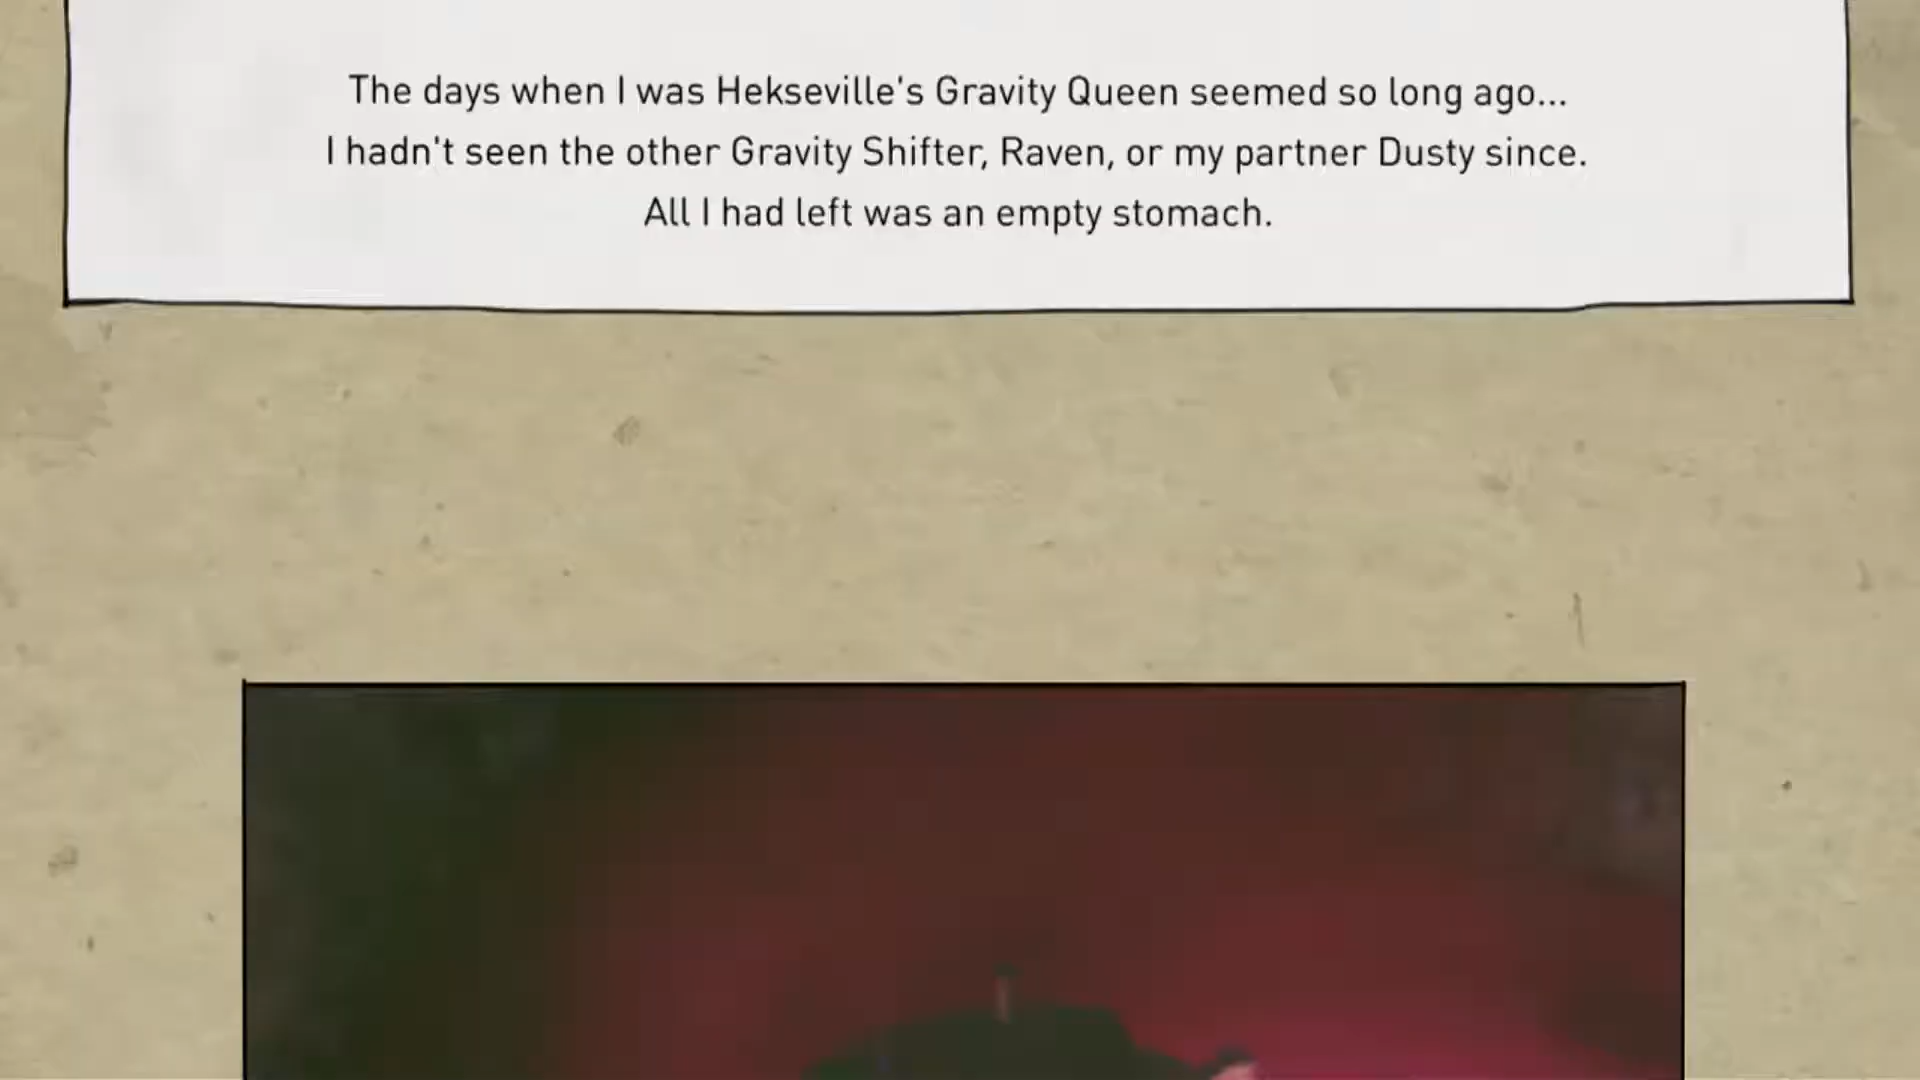 The days when I was Hekseville's Gravity Queen seemed so long ago...
I hadn't seen the other Gravity Shifter, Raven, or my partner Dusty since.
All I had left was an empty stomach.